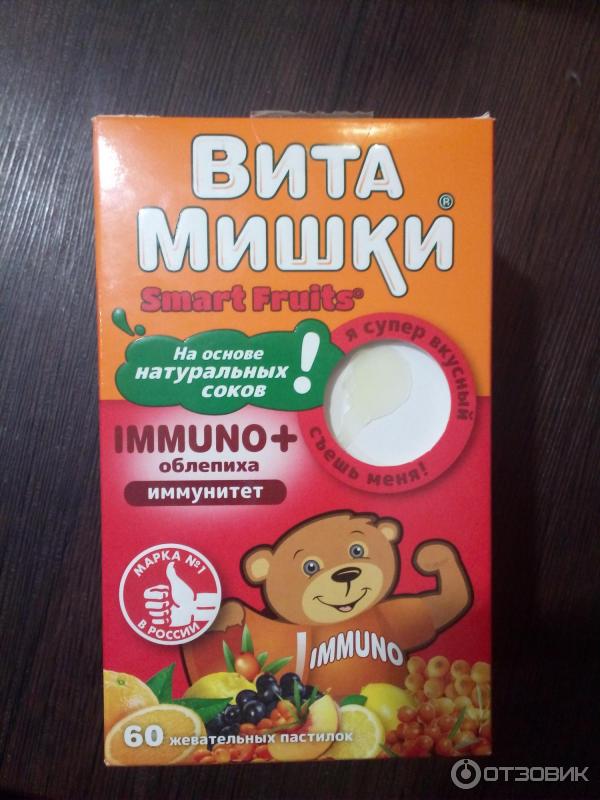 ВИТА
МИШКИ®
Smart Fruits®
На основе
натуральных
соков
!
я супер вкусный
съешь меня!
IMMUNO+
облепиха
иммунитет
МАРКА №1
В РОССИИ
IMMUNO
60 жевательных пастилок
ОТЗОВИК